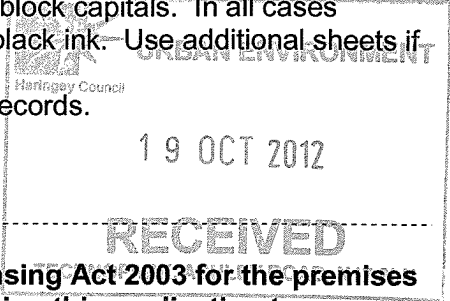 block capitals. In all cases
black ink. Use additional sheets if
URBAN ENVIRONMENT
Haringey Council
ecords.
19 OCT 2012
RECEIVED
sing Act 2003 for the premises